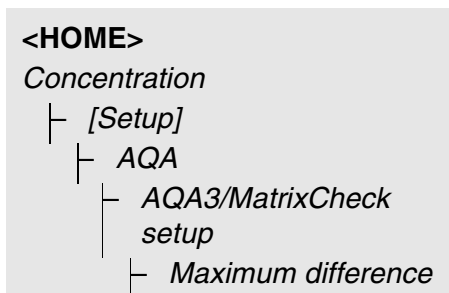 <HOME>
Concentration
[Setup]
AQA
AQA3/MatrixCheck
setup
Maximum difference